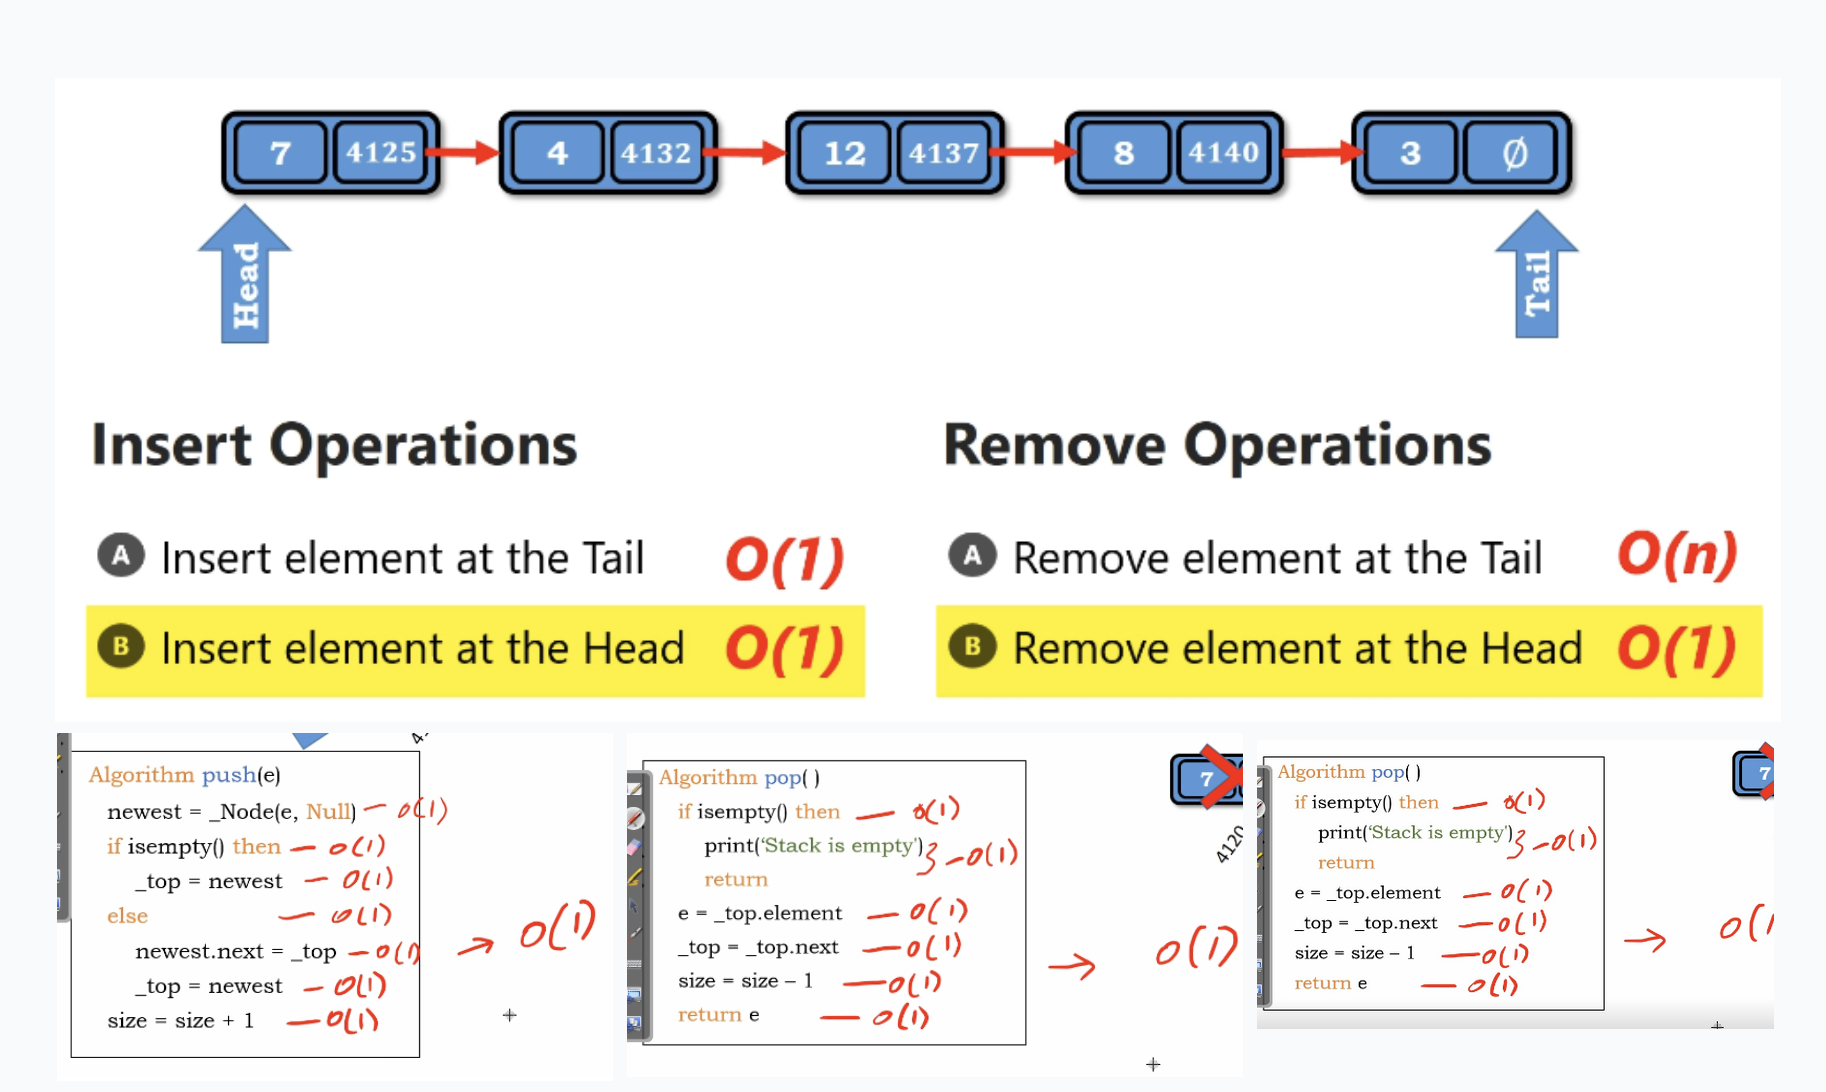 7 4125 4 4132 12 4137 8 4140 3 ∅
Head Tail
Insert Operations
A Insert element at the Tail O(1)
B Insert element at the Head O(1)
Remove Operations
A Remove element at the Tail O(n)
B Remove element at the Head O(1)
Algorithm push(e)
newest = _Node(e, Null) — O(1)
if isempty() then — O(1)
_top = newest — O(1)
else — O(1)
newest.next = _top — O(1)
_top = newest — O(1)
size = size + 1 — O(1)
→ O(1)
Algorithm pop( )
if isempty() then — O(1)
print('Stack is empty') } — O(1)
return
e = _top.element — O(1)
_top = _top.next — O(1)
size = size – 1 — O(1)
return e — O(1)
→ O(1)
7
4120
Algorithm pop( )
if isempty() then — O(1)
print('Stack is empty') } — O(1)
return
e = _top.element — O(1)
_top = _top.next — O(1)
size = size – 1 — O(1)
return e — O(1)
→ O(1
7